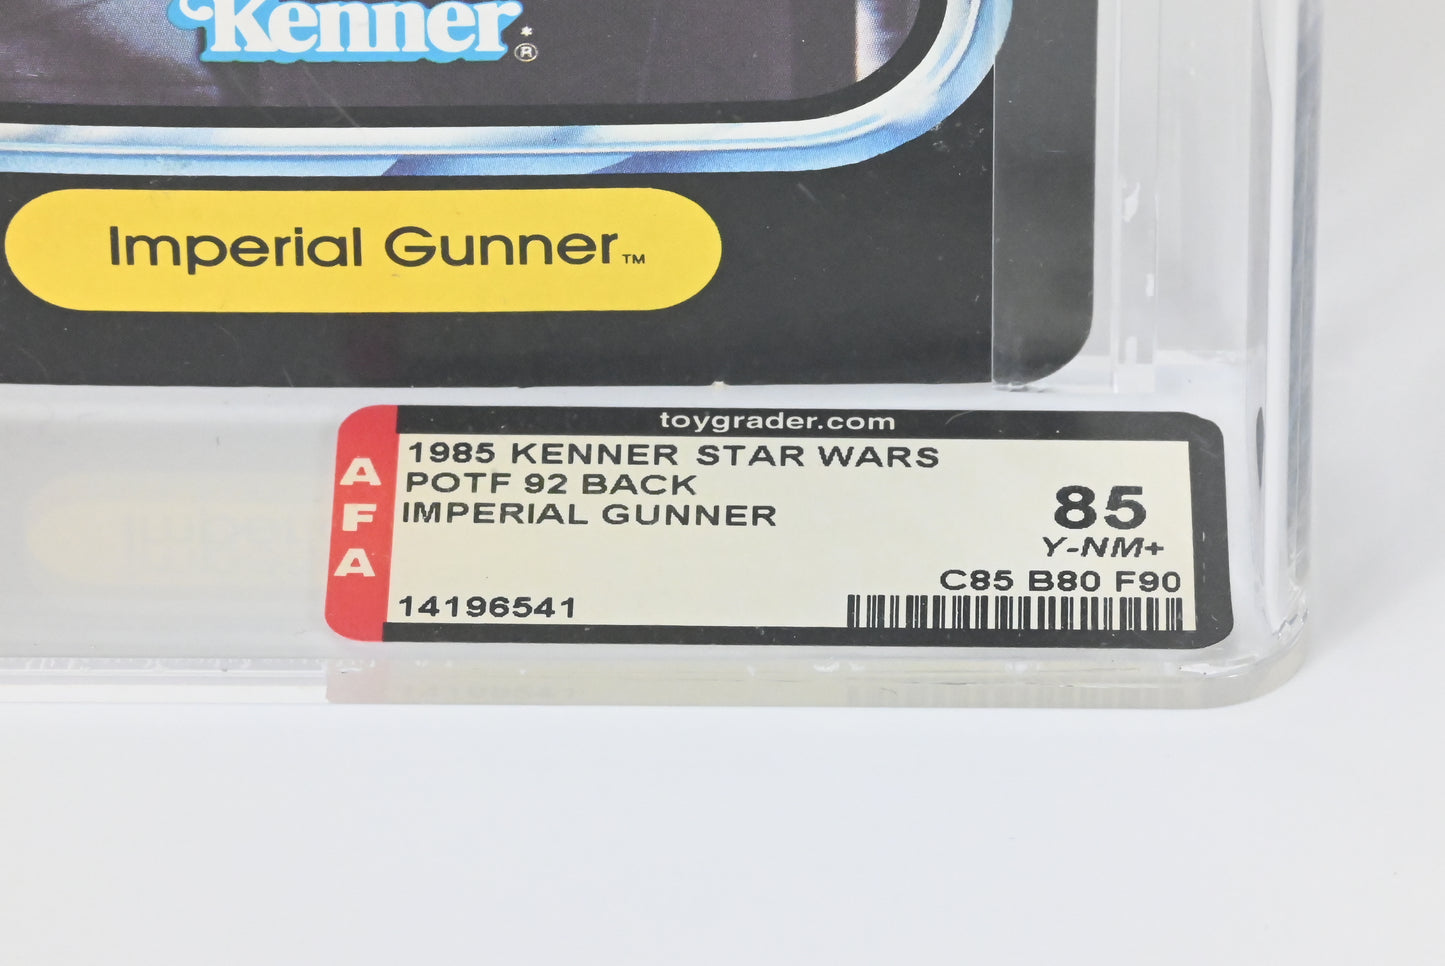 Kenner*®
Imperial Gunner™
toygrader.com
AFA
1985 KENNER STAR WARS
POTF 92 BACK
IMPERIAL GUNNER
85
Y-NM+
C85 B80 F90
14196541